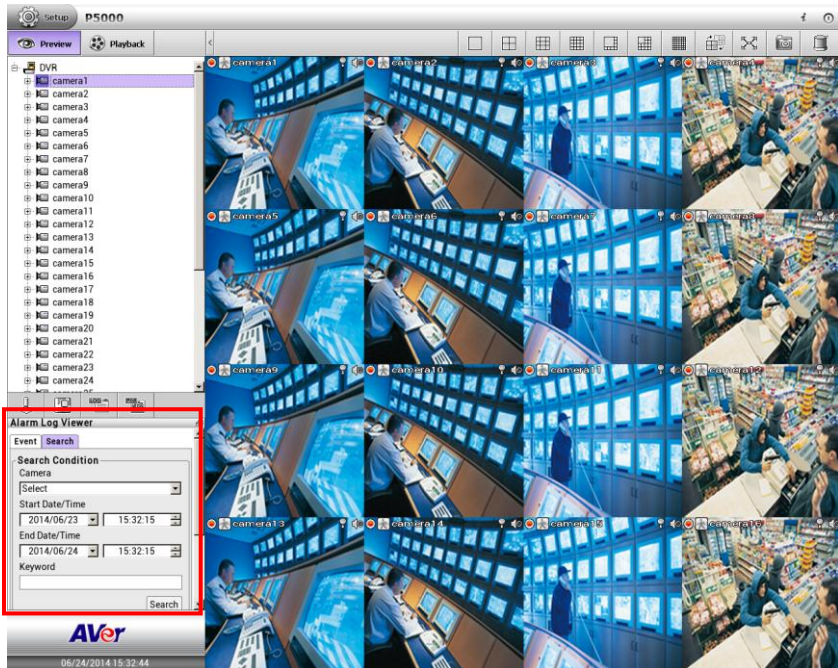 Setup P5000 i
Preview Playback <
DVR
camera1
camera2
camera3
camera4
camera5
camera6
camera7
camera8
camera9
camera10
camera11
camera12
camera13
camera14
camera15
camera16
camera17
camera18
camera19
camera20
camera21
camera22
camera23
camera24
camera1 camera2 camera3 camera4
camera5 camera6 camera7 camera8
camera9 camera10 camera11 camera12
camera13 camera14 camera15 camera16
Alarm Log Viewer
Event Search
Search Condition
Camera
Select
Start Date/Time
2014/06/23 15:32:15
End Date/Time
2014/06/24 15:32:15
Keyword
Search
AVer
06/24/2014 15:32:44